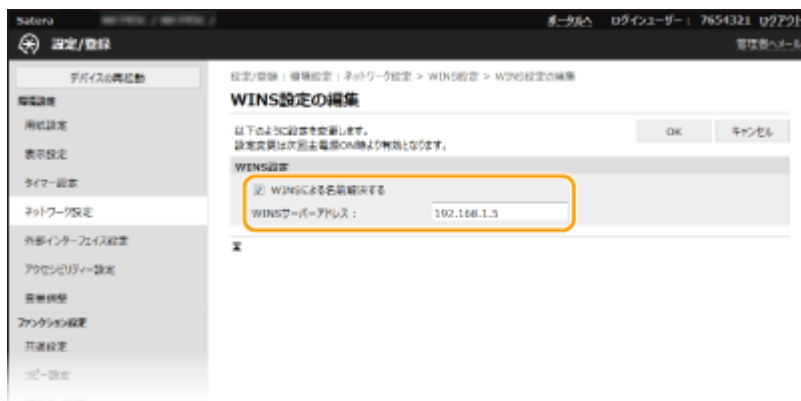 Satera
ポータルへ ログインユーザー： 7654321 ログアウト
設定/登録
管理者へメール
デバイスの再起動
設定/登録 : 環境設定 : ネットワーク設定 > WINS設定 > WINS設定の編集
環境設定
WINS設定の編集
用紙設定
以下のように設定を変更します。
設定変更は次回主電源ON時より有効となります。
OK
キャンセル
表示設定
WINS設定
タイマー設定
WINSによる名前解決する
ネットワーク設定
WINSサーバーアドレス :
192.168.1.5
外部インターフェイス設定
アクセシビリティー設定
音量調整
ファンクション設定
共通設定
コピー設定